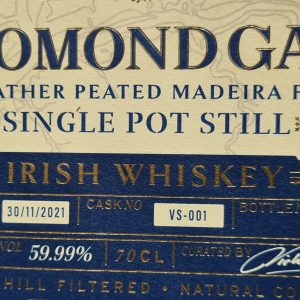 OMOND GA
ATHER PEATED MADEIRA F
SINGLE POT STILL
IRISH WHISKEY
CASK.NO BOTTLE
30/11/2021 VS-001
VOL 59.99% 70CL CURATED BY
HILL FILTERED • NATURAL CO